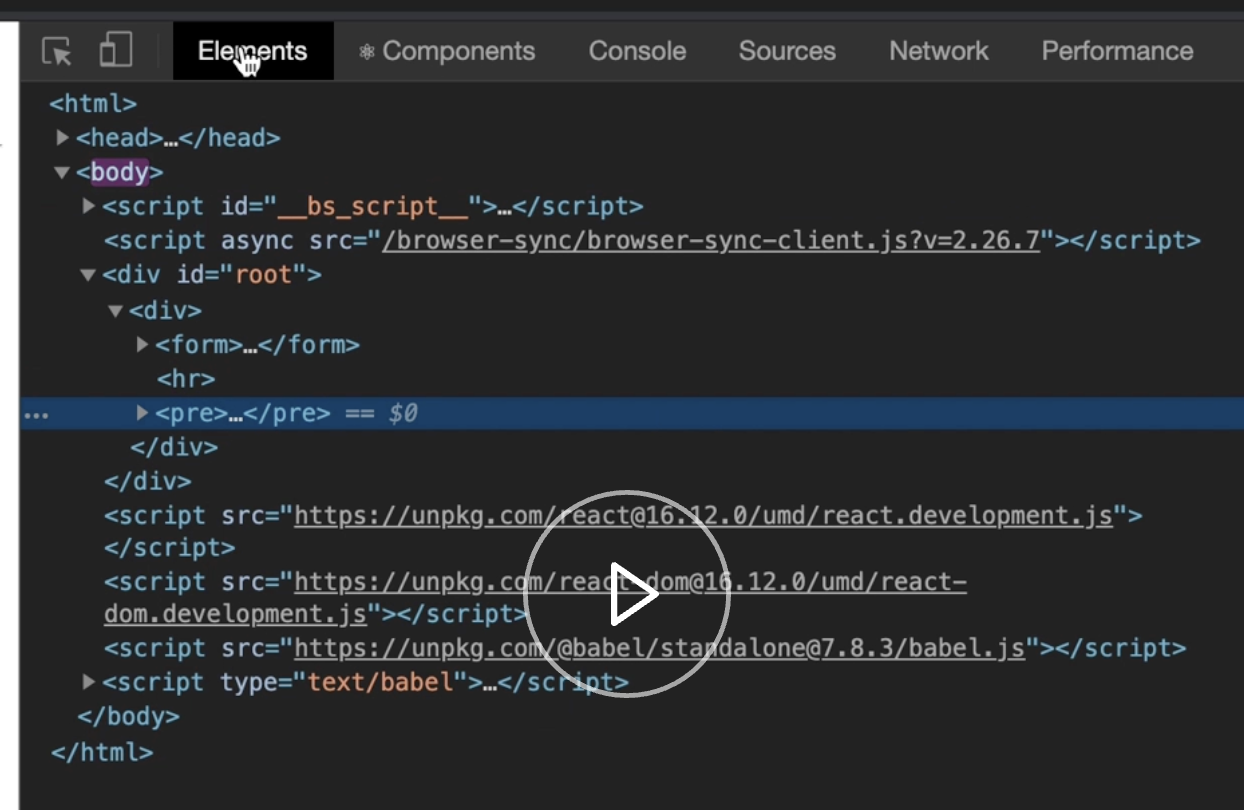 Elements ⚛ Components Console Sources Network Performance
<html>
▶<head>…</head>
▼<body>
▶<script id="__bs_script__">…</script>
<script async src="/browser-sync/browser-sync-client.js?v=2.26.7"></script>
▼<div id="root">
▼<div>
▶<form>…</form>
<hr>
… ▶<pre>…</pre> == $0
</div>
</div>
<script src="https://unpkg.com/react@16.12.0/umd/react.development.js">
</script>
<script src="https://unpkg.com/react-dom@16.12.0/umd/react-
dom.development.js"></script>
<script src="https://unpkg.com/@babel/standalone@7.8.3/babel.js"></script>
▶<script type="text/babel">…</script>
</body>
</html>